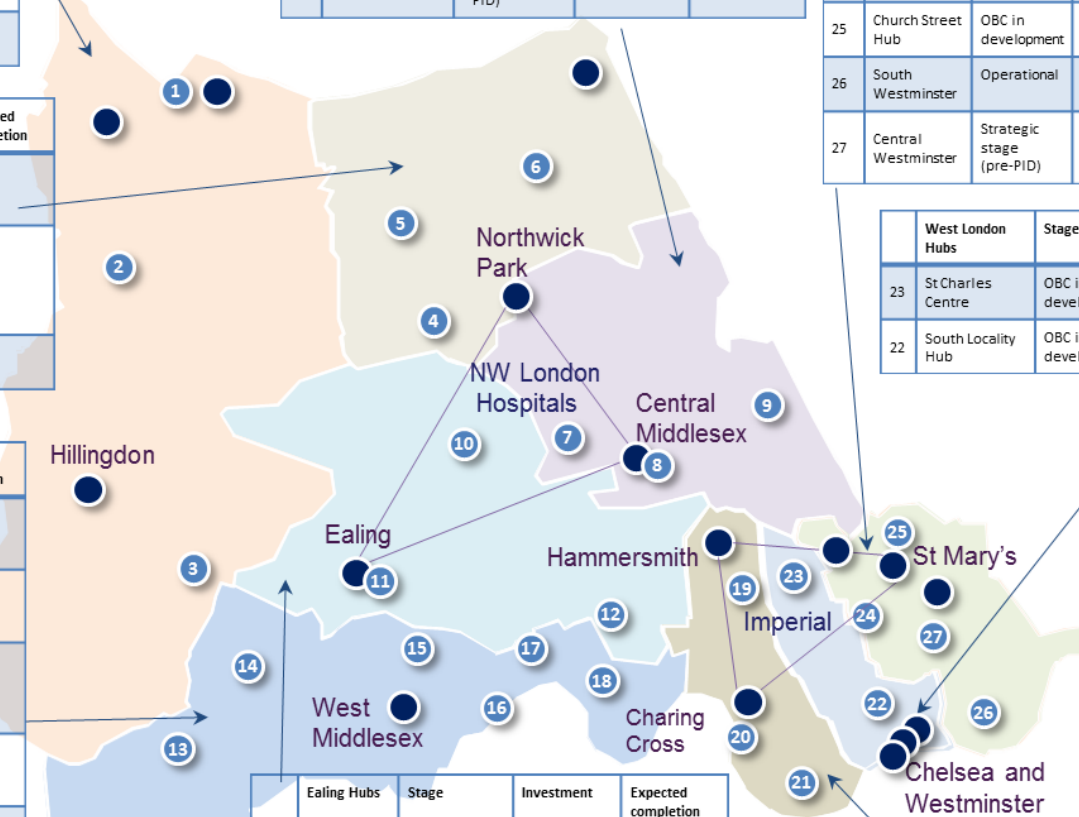 PID)
25 Church Street Hub OBC in development
26 South Westminster Operational
27 Central Westminster Strategic stage (pre-PID)
West London Hubs Stage
23 St Charles Centre OBC
22 South Locality Hub OBC
1
6
5
2
Northwick
Park
4
NW London
Hospitals
Central
Middlesex
9
10
7
8
Hillingdon
Ealing
11
3
Hammersmith
25
St Mary’s
23
19
Imperial
24
12
27
15
17
14
18
16
West
Middlesex
13
Charing
Cross
20
22
26
21
Chelsea and
Westminster
Ealing Hubs Stage Investment Expected completion